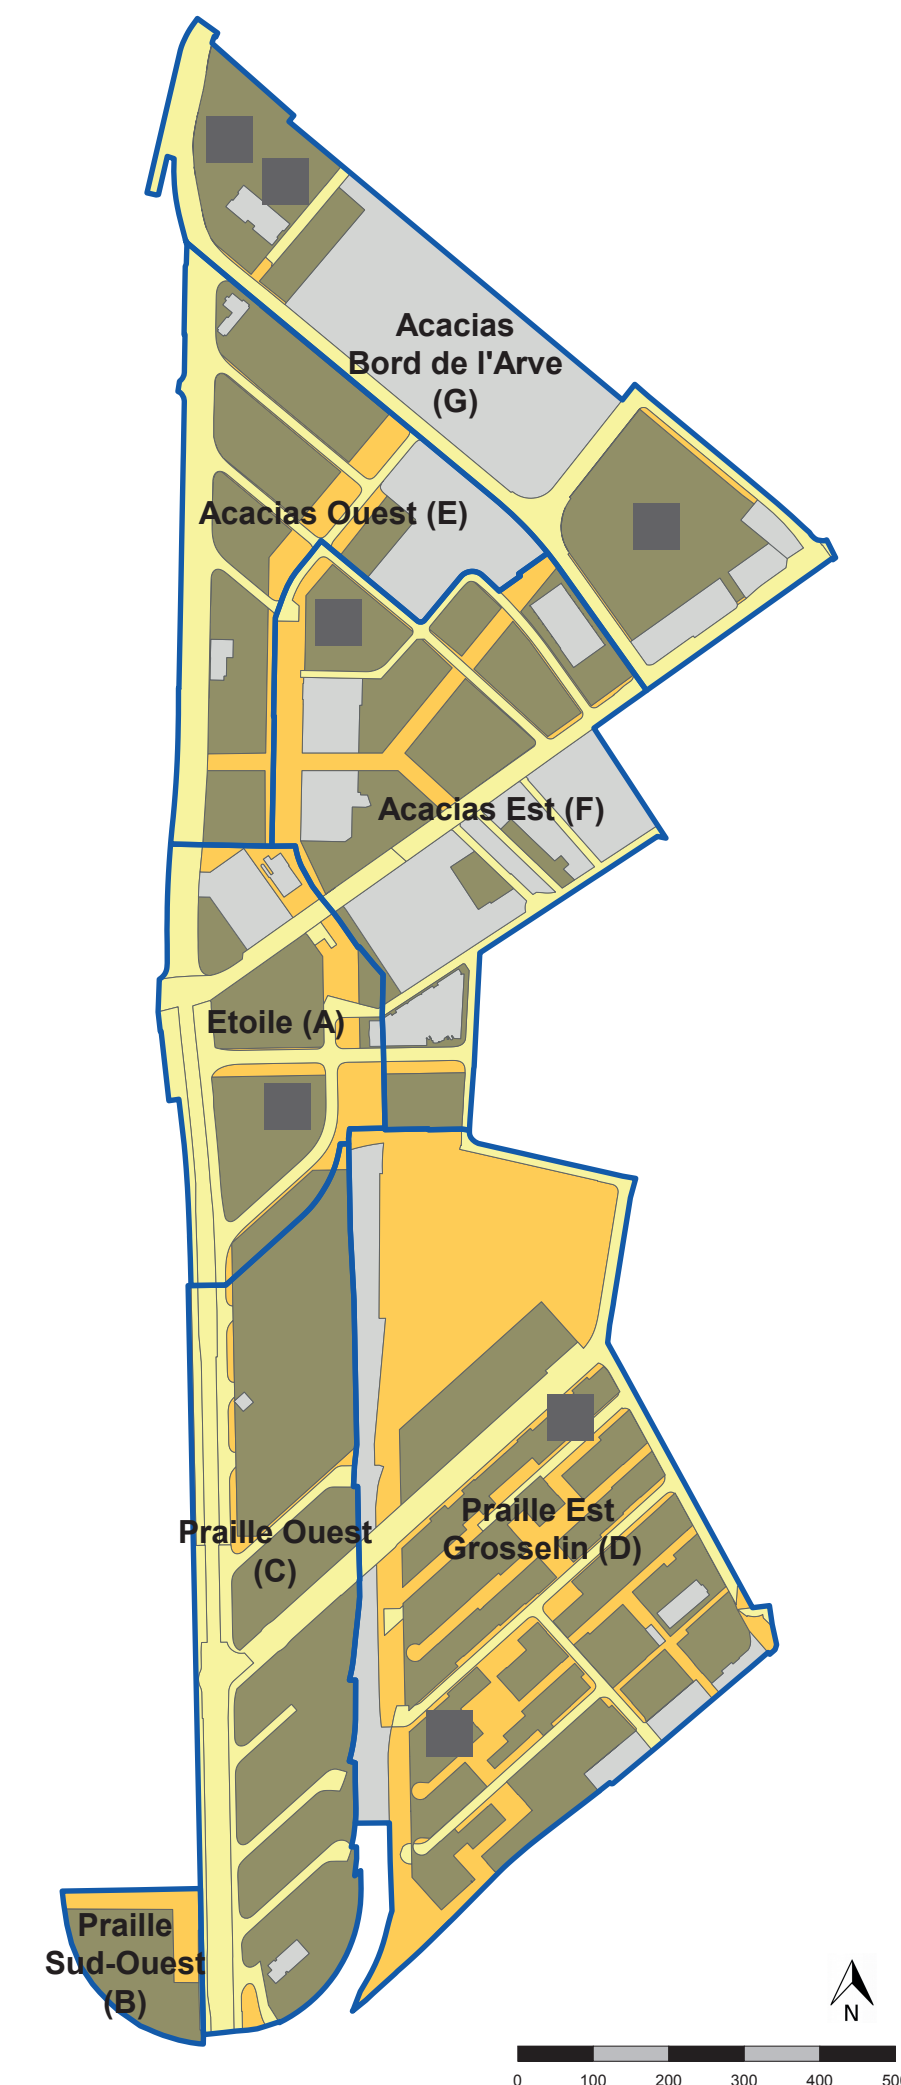 Acacias
Bord de l'Arve
(G)
Acacias Ouest (E)
Acacias Est (F)
Etoile (A)
Praille Est
Grosselin (D)
Praille Ouest
(C)
Praille
Sud-Ouest
(B)
N
0 100 200 300 400